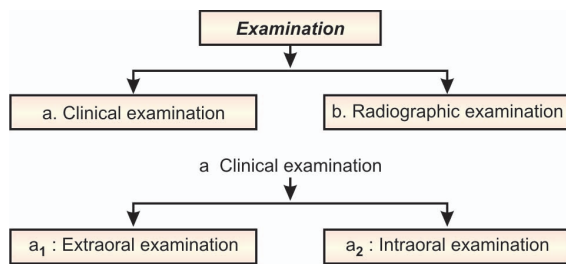 Examination
a. Clinical examination
b. Radiographic examination
a Clinical examination
a₁ : Extraoral examination
a₂ : Intraoral examination